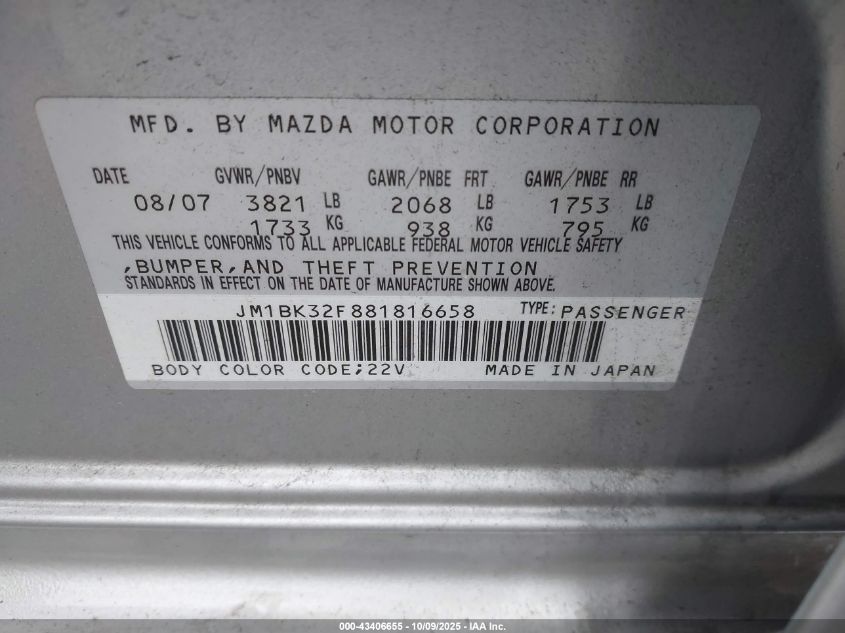 MFD. BY MAZDA MOTOR CORPORATION
DATE GVWR/PNBV GAWR/PNBE FRT GAWR/PNBE RR
08/07 3821 LB 2068 LB 1753 LB
1733 KG 938 KG 795 KG
THIS VEHICLE CONFORMS TO ALL APPLICABLE FEDERAL MOTOR VEHICLE SAFETY
,BUMPER,AND THEFT PREVENTION
STANDARDS IN EFFECT ON THE DATE OF MANUFACTURE SHOWN ABOVE.
JM1BK32F881816658 TYPE: PASSENGER
BODY COLOR CODE;22V MADE IN JAPAN
000-43406655 - 10/09/2025 - IAA Inc.